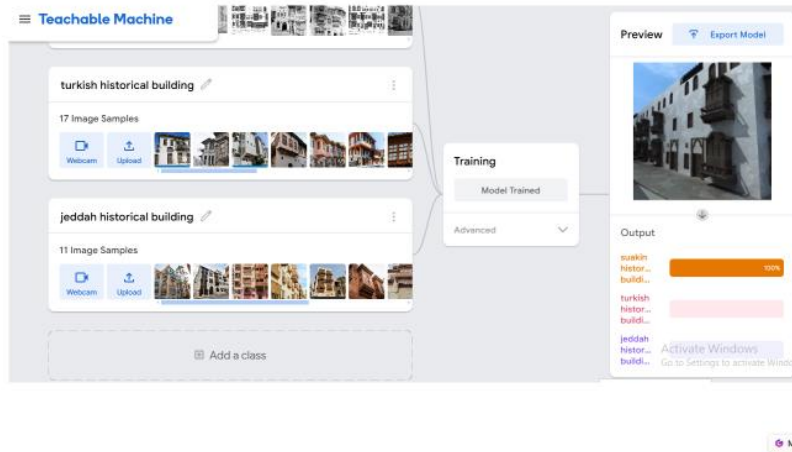 Teachable Machine
turkish historical building
17 Image Samples
Webcam
Upload
jeddah historical building
11 Image Samples
Webcam
Upload
Add a class
Training
Model Trained
Advanced
Preview
Export Model
Output
suakin
histor...
buildi...
100%
turkish
histor...
buildi...
jeddah
histor...
buildi...
Activate Windows
Go to Settings to activate Windo
M